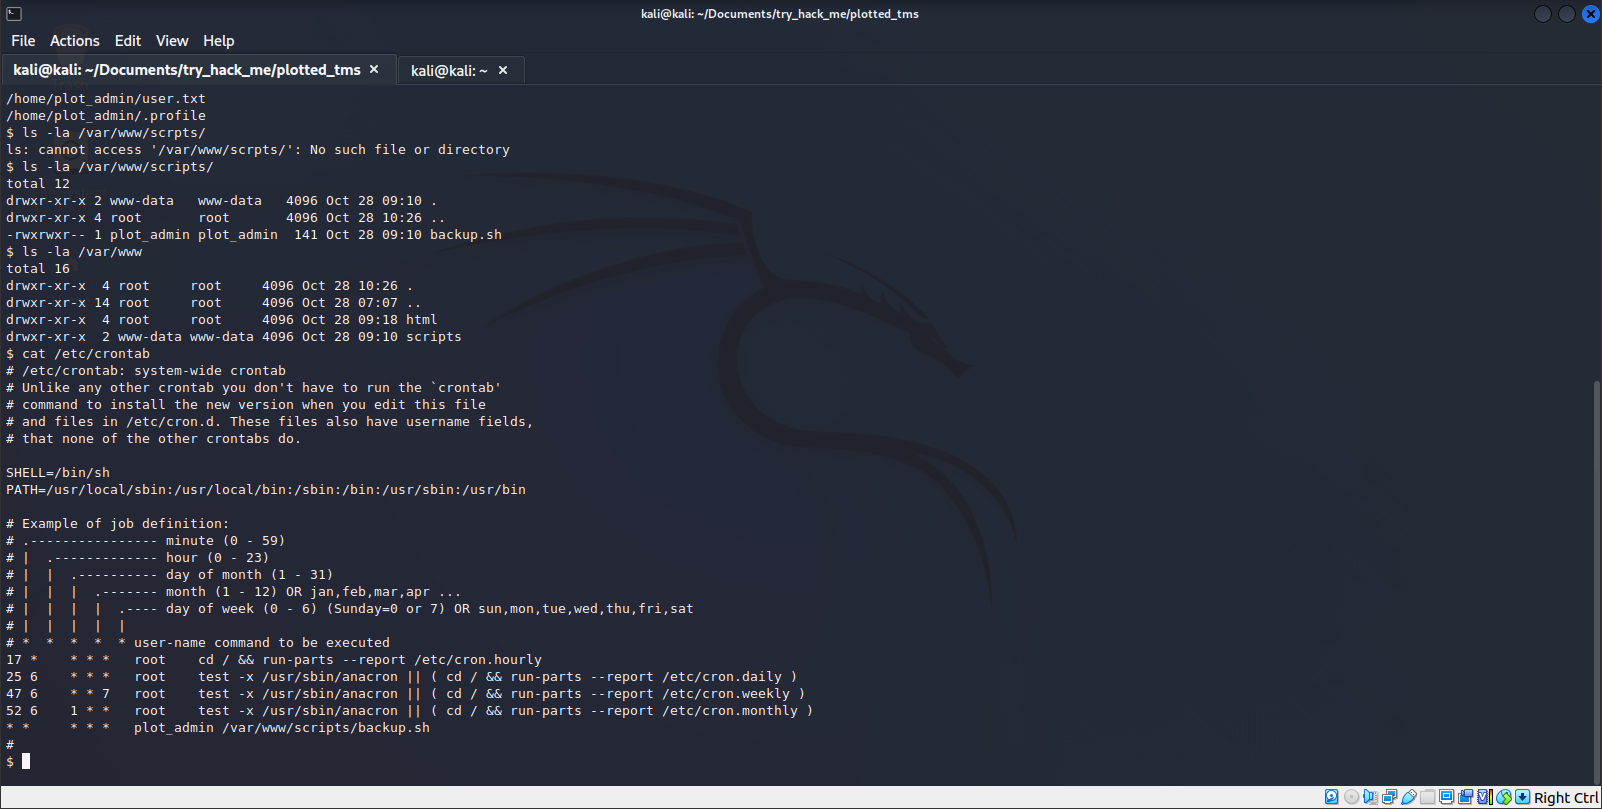 kali@kali: ~/Documents/try_hack_me/plotted_tms
File Actions Edit View Help
kali@kali: ~/Documents/try_hack_me/plotted_tms × kali@kali: ~ ×
/home/plot_admin/user.txt
/home/plot_admin/.profile
$ ls -la /var/www/scrpts/
ls: cannot access '/var/www/scrpts/': No such file or directory
$ ls -la /var/www/scripts/
total 12
drwxr-xr-x 2 www-data   www-data   4096 Oct 28 09:10 .
drwxr-xr-x 4 root       root       4096 Oct 28 10:26 ..
-rwxrwxr-- 1 plot_admin plot_admin  141 Oct 28 09:10 backup.sh
$ ls -la /var/www
total 16
drwxr-xr-x  4 root     root     4096 Oct 28 10:26 .
drwxr-xr-x 14 root     root     4096 Oct 28 07:07 ..
drwxr-xr-x  4 root     root     4096 Oct 28 09:18 html
drwxr-xr-x  2 www-data www-data 4096 Oct 28 09:10 scripts
$ cat /etc/crontab
# /etc/crontab: system-wide crontab
# Unlike any other crontab you don't have to run the `crontab'
# command to install the new version when you edit this file
# and files in /etc/cron.d. These files also have username fields,
# that none of the other crontabs do.

SHELL=/bin/sh
PATH=/usr/local/sbin:/usr/local/bin:/sbin:/bin:/usr/sbin:/usr/bin

# Example of job definition:
# .---------------- minute (0 - 59)
# |  .------------- hour (0 - 23)
# |  |  .---------- day of month (1 - 31)
# |  |  |  .------- month (1 - 12) OR jan,feb,mar,apr ...
# |  |  |  |  .---- day of week (0 - 6) (Sunday=0 or 7) OR sun,mon,tue,wed,thu,fri,sat
# |  |  |  |  |
# *  *  *  *  * user-name command to be executed
17 *    * * *   root    cd / && run-parts --report /etc/cron.hourly
25 6    * * *   root    test -x /usr/sbin/anacron || ( cd / && run-parts --report /etc/cron.daily )
47 6    * * 7   root    test -x /usr/sbin/anacron || ( cd / && run-parts --report /etc/cron.weekly )
52 6    1 * *   root    test -x /usr/sbin/anacron || ( cd / && run-parts --report /etc/cron.monthly )
* *     * * *   plot_admin /var/www/scripts/backup.sh
#
$
Right Ctrl